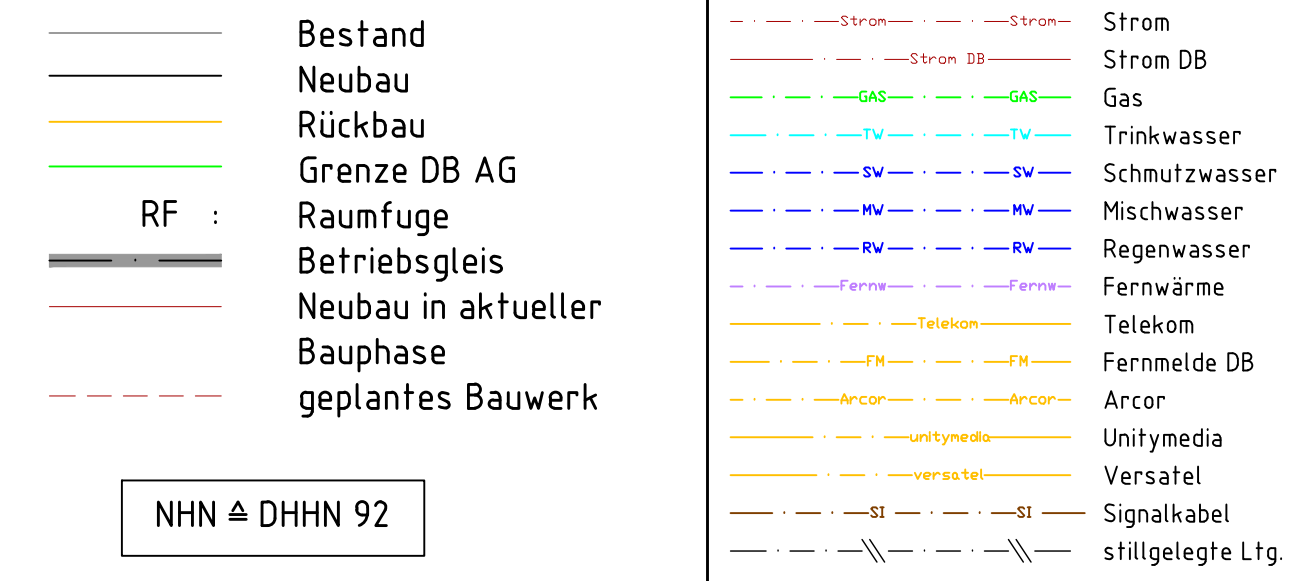 Bestand
Neubau
Rückbau
Grenze DB AG
RF : Raumfuge
Betriebsgleis
Neubau in aktueller
Bauphase
geplantes Bauwerk
NHN ≙ DHHN 92
Strom Strom Strom
Strom DB Strom DB
GAS GAS Gas
TW TW Trinkwasser
SW SW Schmutzwasser
MW MW Mischwasser
RW RW Regenwasser
Fernw Fernw Fernwärme
Telekom Telekom
FM FM Fernmelde DB
Arcor Arcor Arcor
unitymedia Unitymedia
versatel Versatel
SI SI Signalkabel
stillgelegte Ltg.